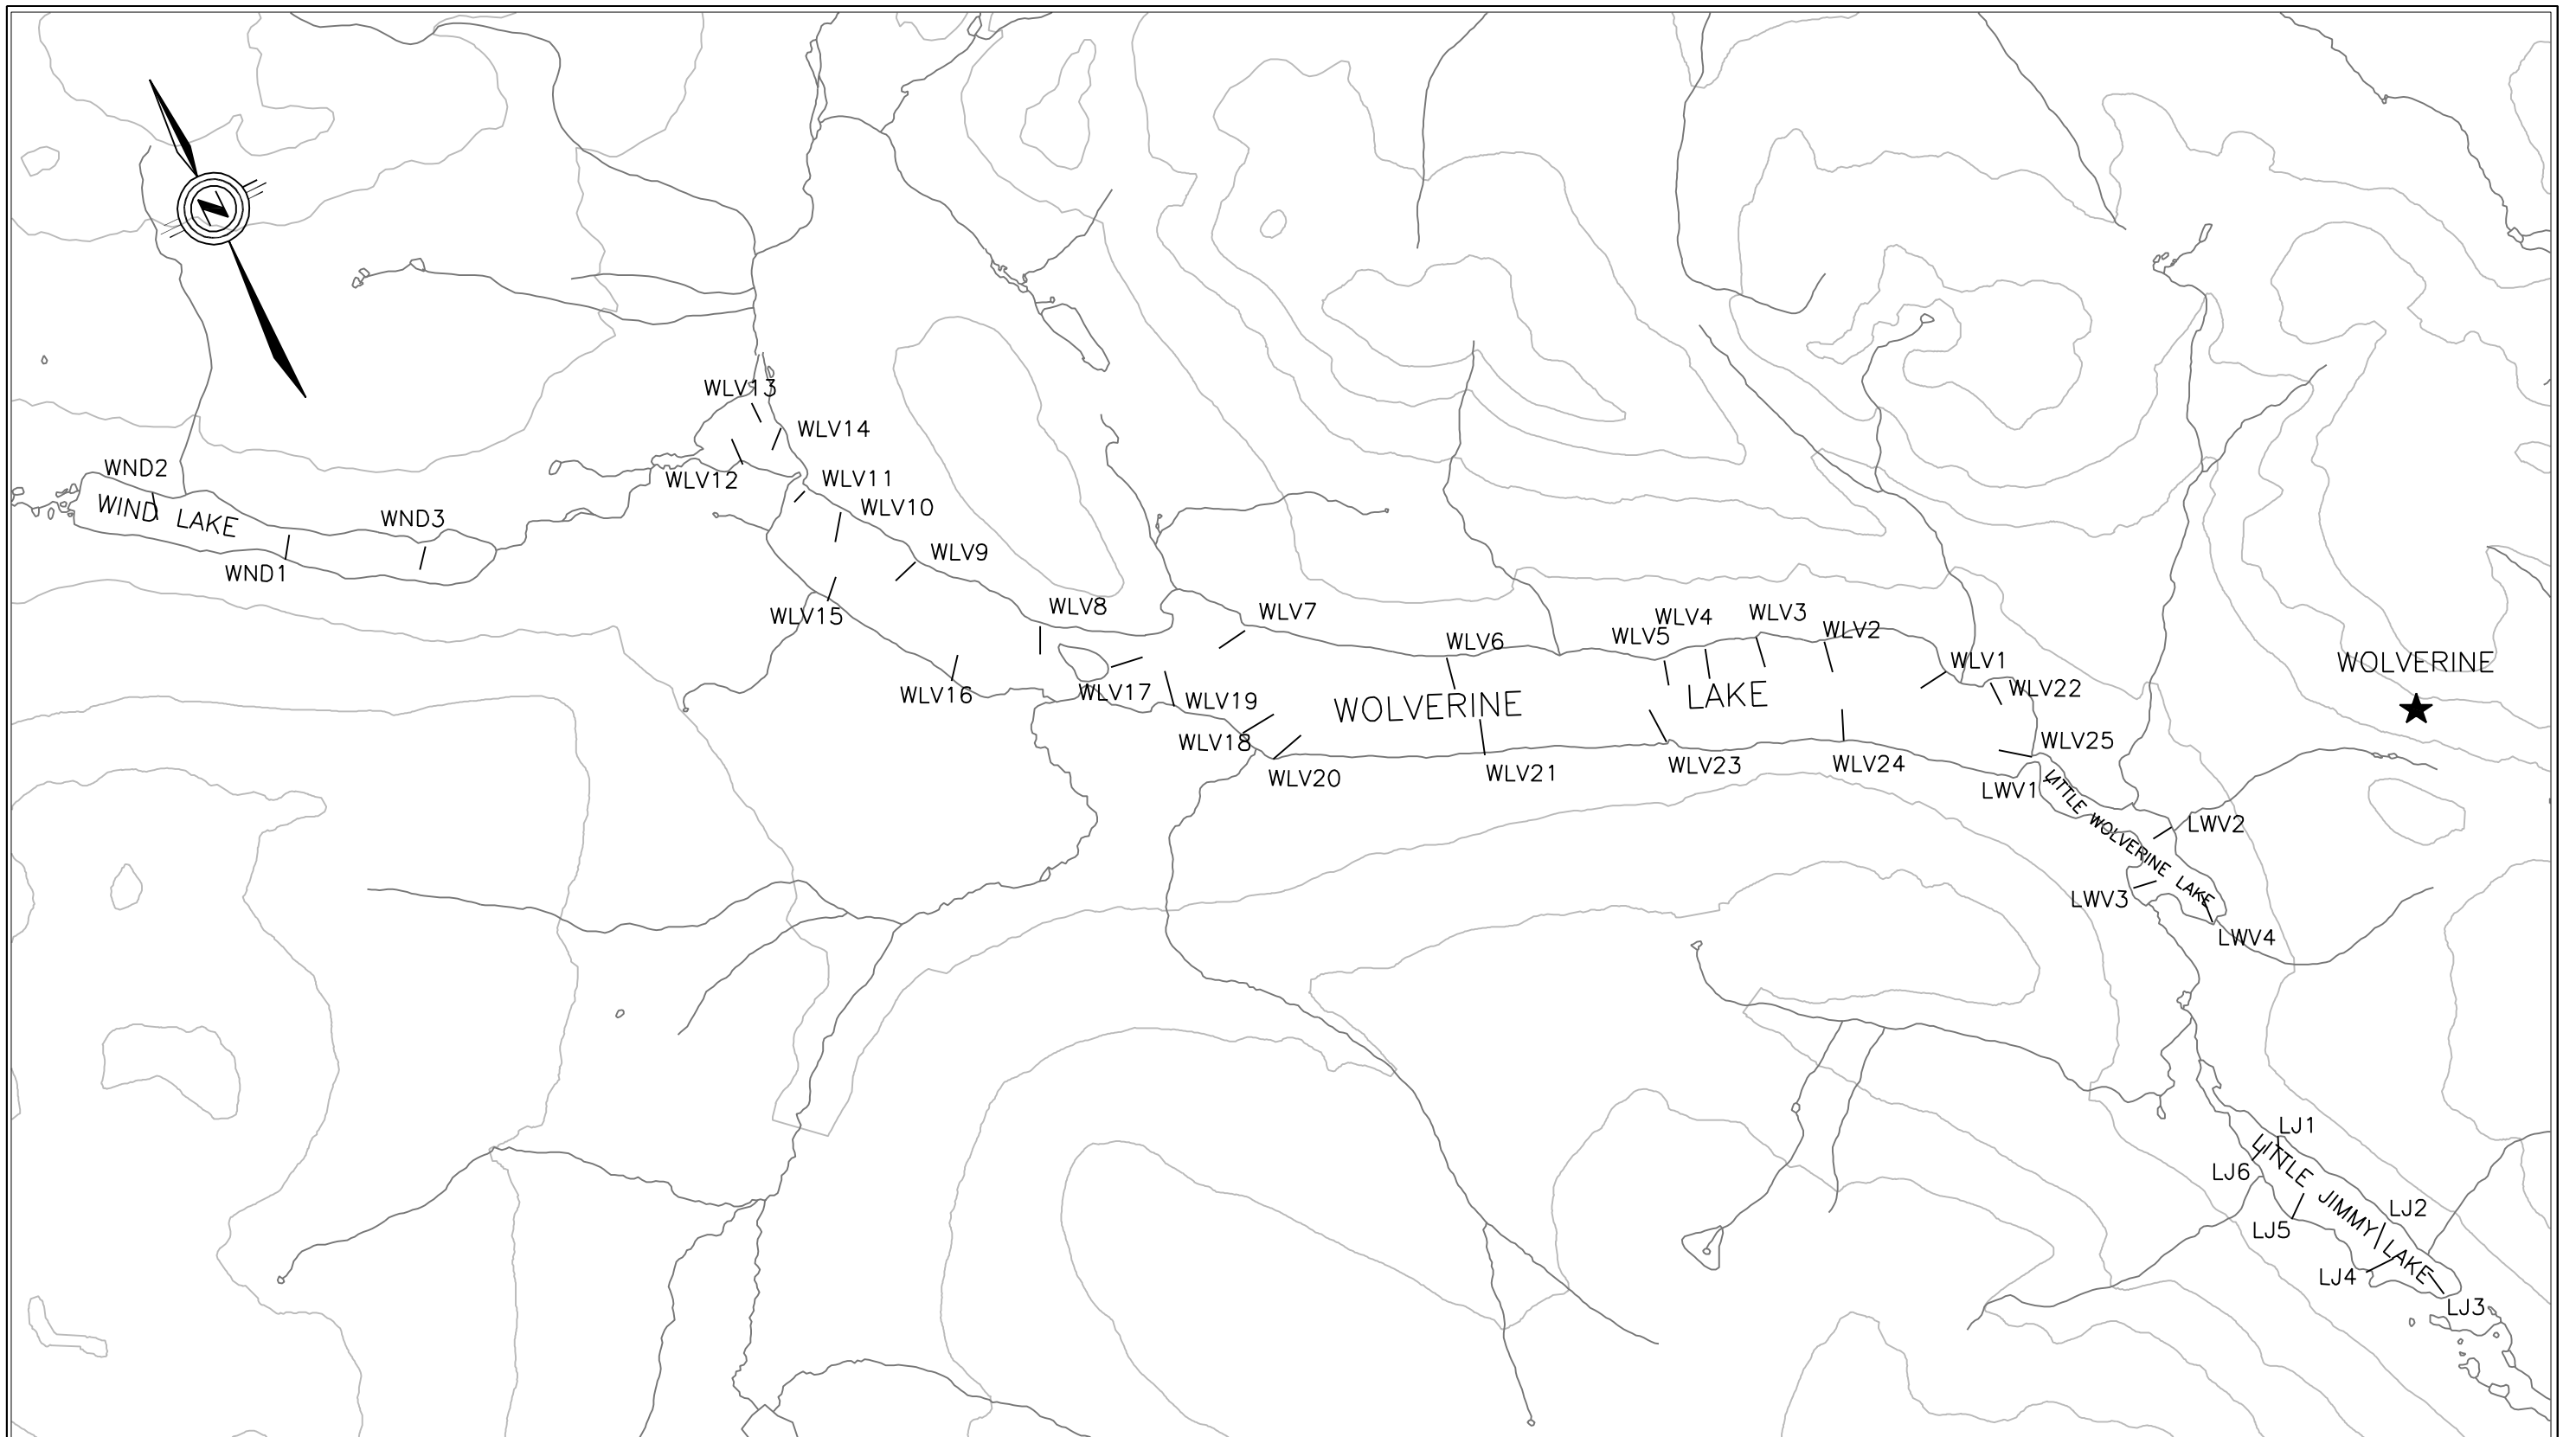 N
WLV13
WLV14
WND2
WLV12
WLV11
WIND LAKE
WLV10
WND3
WLV9
WND1
WLV8
WLV15
WLV7
WLV4
WLV3
WLV5
WLV2
WLV6
WLV1
WOLVERINE
WLV22
WLV16
WLV17
WLV19
WOLVERINE LAKE
WLV18
WLV25
WLV20
WLV21
WLV23
WLV24
LWV1
LITTLE WOLVERINE LAKE
LWV2
LWV3
LWV4
LJ1
LJ6
LITTLE JIMMY LAKE
LJ2
LJ5
LJ4
LJ3